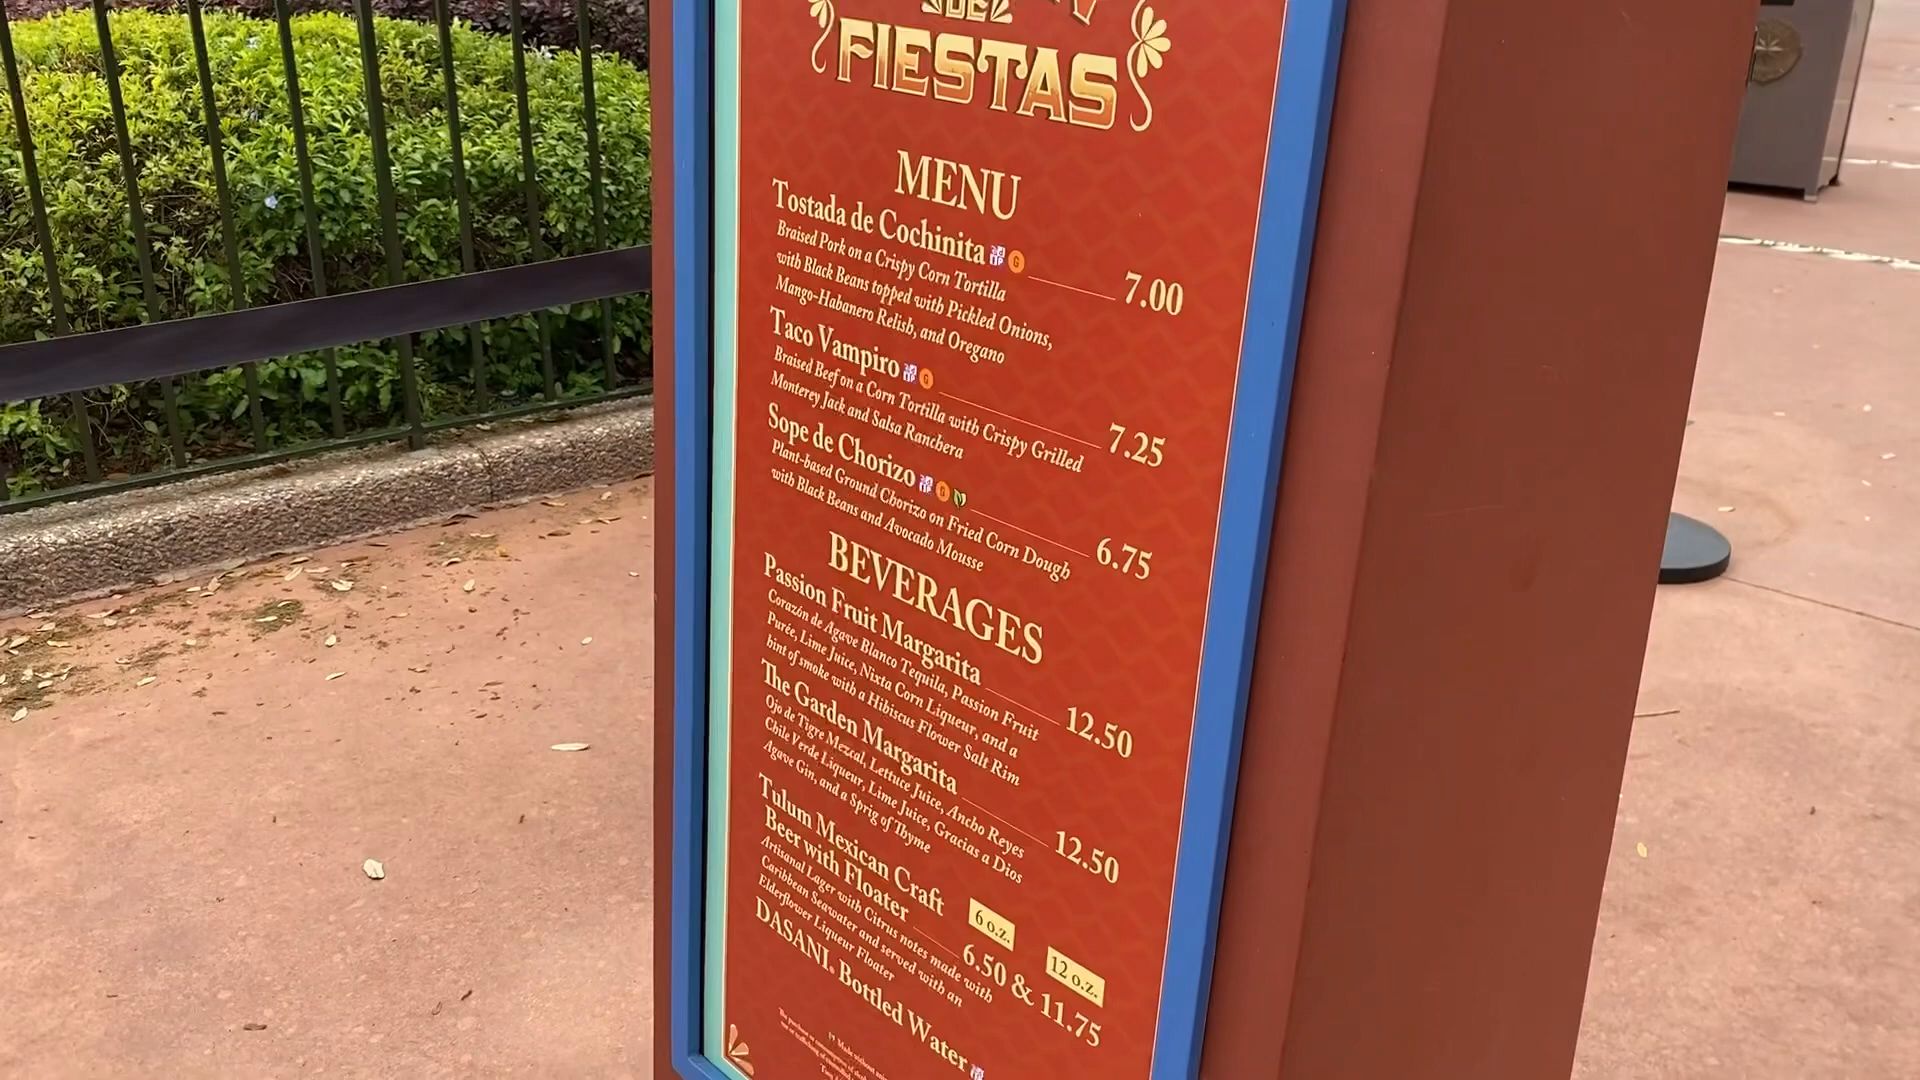 DE
FIESTAS
MENU
Tostada de Cochinita G 7.00
Braised Pork on a Crispy Corn Tortilla
with Black Beans topped with Pickled Onions,
Mango-Habanero Relish, and Oregano
Taco Vampiro G 7.25
Braised Beef on a Corn Tortilla with Crispy Grilled
Monterey Jack and Salsa Ranchera
Sope de Chorizo G 6.75
Plant-based Ground Chorizo on Fried Corn Dough
with Black Beans and Avocado Mousse
BEVERAGES
Passion Fruit Margarita 12.50
Corazón de Agave Blanco Tequila, Passion Fruit
Purée, Lime Juice, Nixta Corn Liqueur, and a
hint of smoke with a Hibiscus Flower Salt Rim
The Garden Margarita 12.50
Ojo de Tigre Mezcal, Lettuce Juice, Ancho Reyes
Chile Verde Liqueur, Lime Juice, Gracias a Dios
Agave Gin, and a Sprig of Thyme
Tulum Mexican Craft
Beer with Floater 6 o.z. 12 o.z.
6.50 & 11.75
Artisanal Lager with Citrus notes made with
Caribbean Seawater and served with an
Elderflower Liqueur Floater
DASANI® Bottled Water